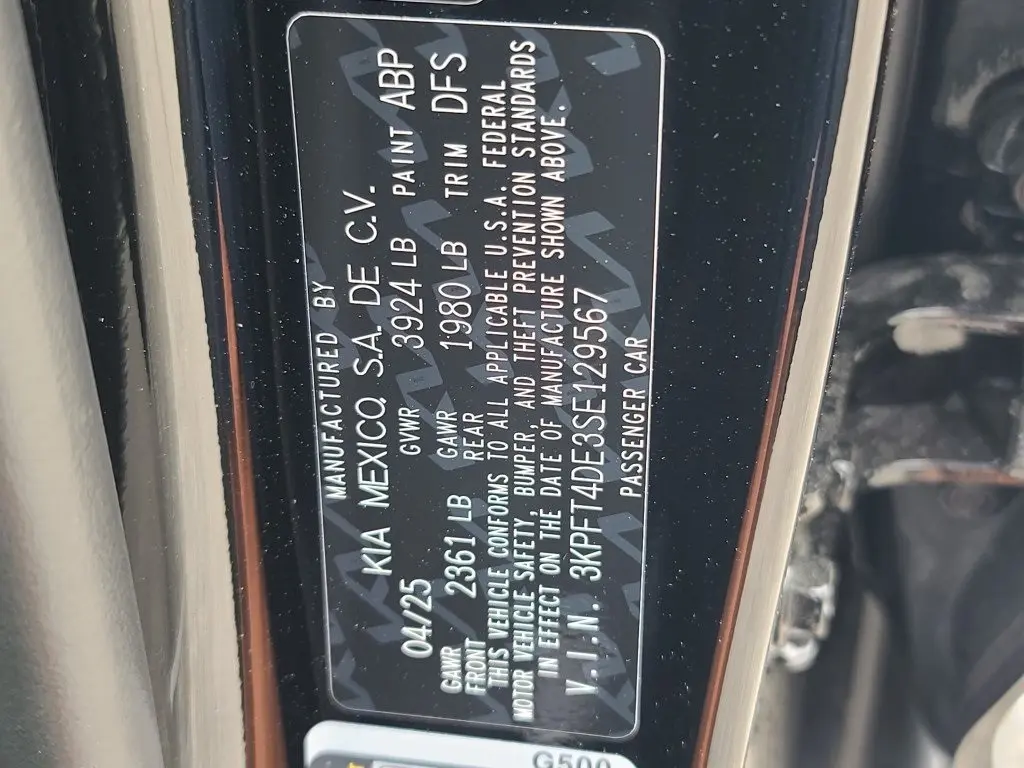 MANUFACTURED BY
KIA MEXICO, S.A. DE C.V.
04/25 GVWR 3924 LB PAINT ABP
GAWR FRONT 2361 LB GAWR REAR 1980 LB TRIM DFS
THIS VEHICLE CONFORMS TO ALL APPLICABLE U.S.A. FEDERAL
MOTOR VEHICLE SAFETY, BUMPER, AND THEFT PREVENTION STANDARDS
IN EFFECT ON THE DATE OF MANUFACTURE SHOWN ABOVE.
V.I.N. 3KPFT4DE3SE129567
PASSENGER CAR